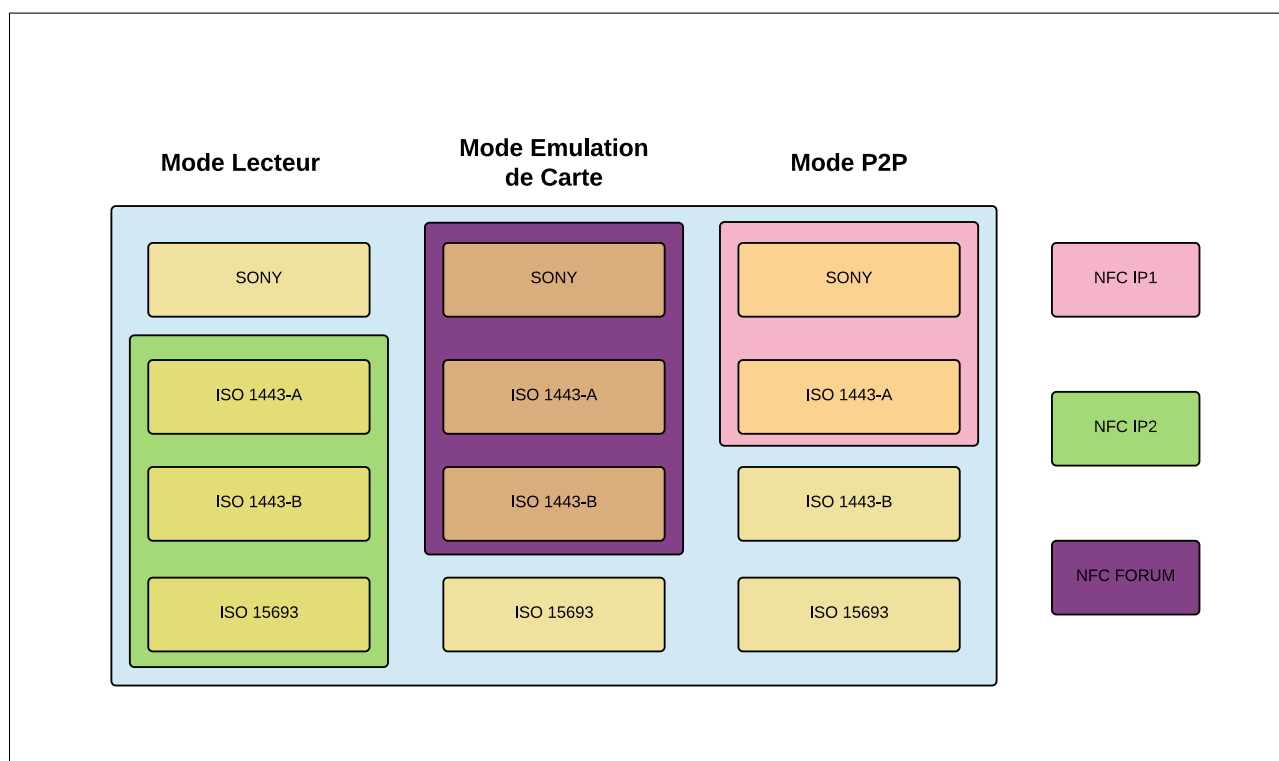 Mode Lecteur
Mode Emulation
de Carte
Mode P2P
SONY
SONY
SONY
NFC IP1
ISO 1443-A
ISO 1443-A
ISO 1443-A
NFC IP2
ISO 1443-B
ISO 1443-B
ISO 1443-B
NFC FORUM
ISO 15693
ISO 15693
ISO 15693